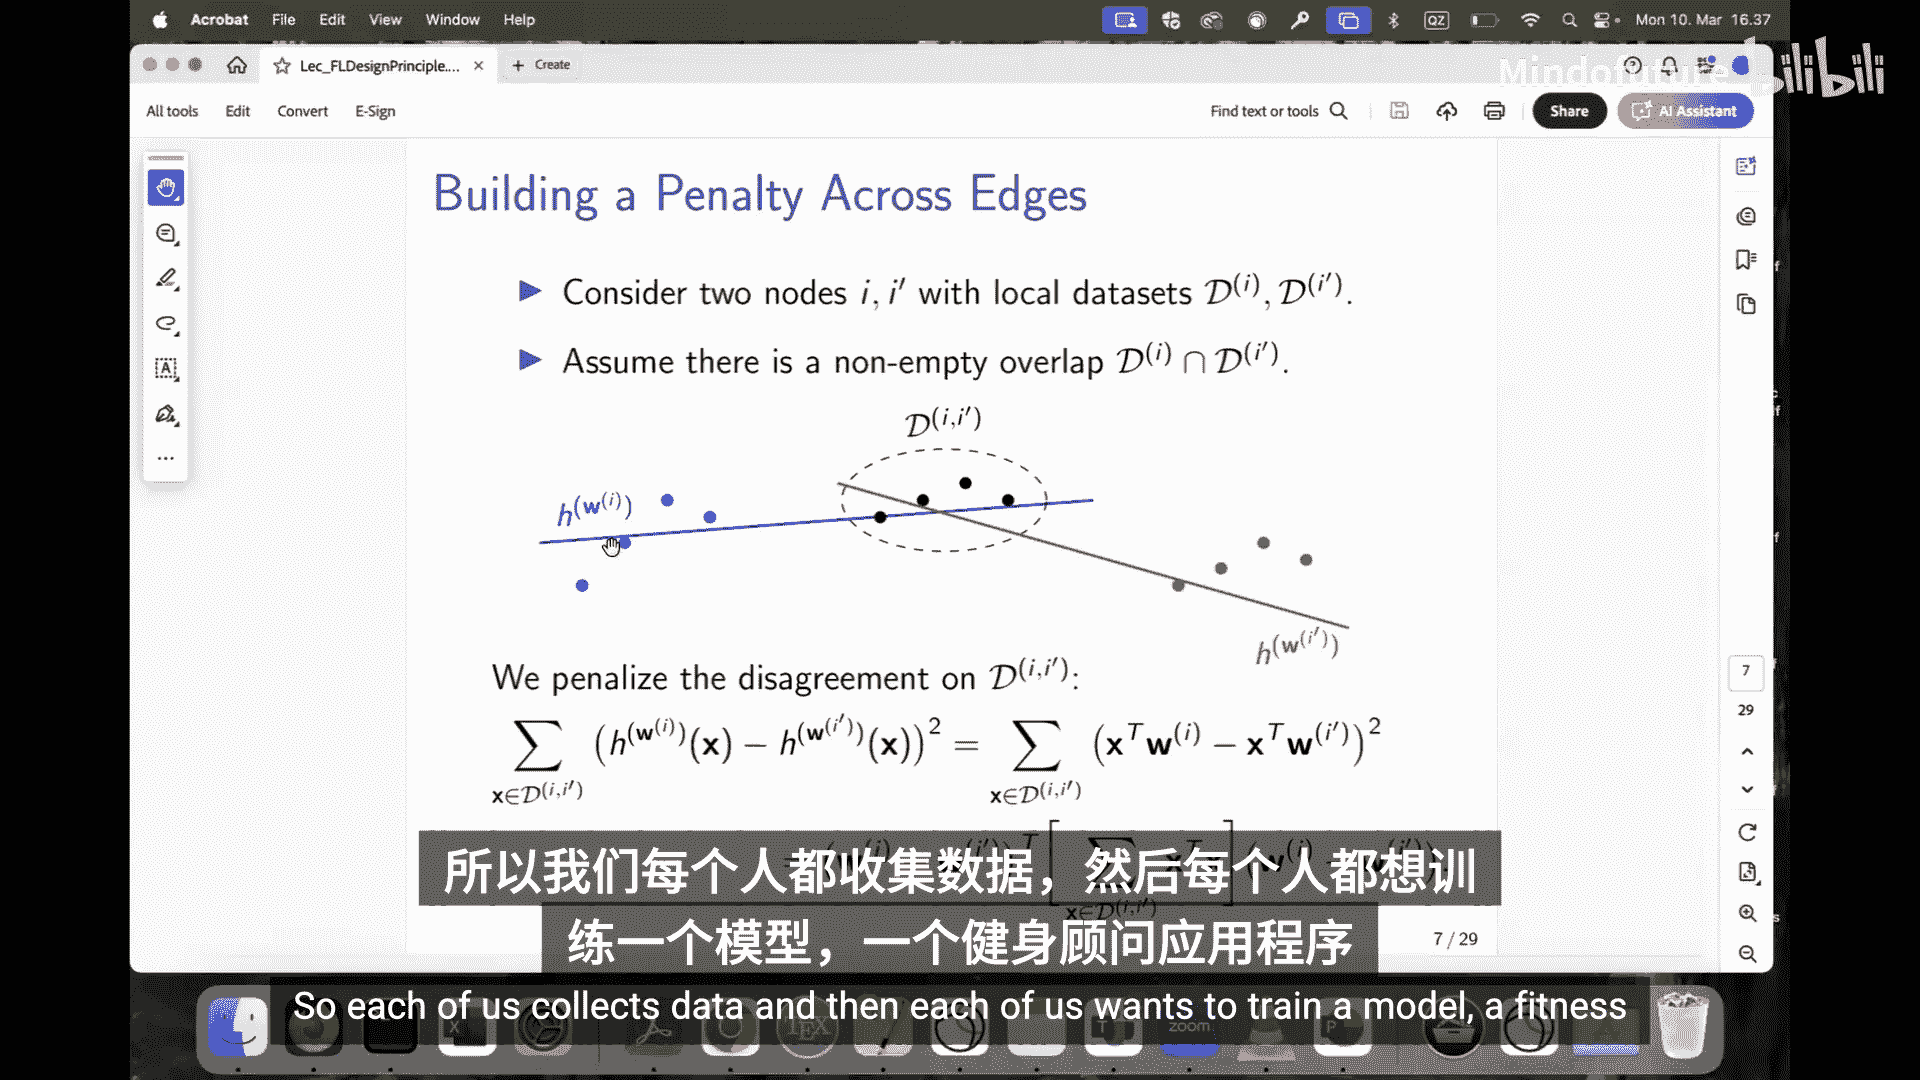 Acrobat File Edit View Window Help
QZ Mon 10. Mar 16.37
Lec_FLDesignPrinciple.... × + Create
Mindofuture bilibili
All tools Edit Convert E-Sign
Find text or tools Share AI Assistant
Building a Penalty Across Edges
Consider two nodes i, i′ with local datasets 𝒟^(i), 𝒟^(i′).
Assume there is a non-empty overlap 𝒟^(i) ∩ 𝒟^(i′).
𝒟^(i,i′)
h^(w^(i))
h^(w^(i′))
We penalize the disagreement on 𝒟^(i,i′):
∑_{x∈𝒟^(i,i′)} (h^(w^(i))(x) − h^(w^(i′))(x))² = ∑_{x∈𝒟^(i,i′)} (x^T w^(i) − x^T w^(i′))²
x∈𝒟^(i,i′)
7
29
7 / 29
所以我们每个人都收集数据，然后每个人都想训
练一个模型，一个健身顾问应用程序
So each of us collects data and then each of us wants to train a model, a fitness
zoom